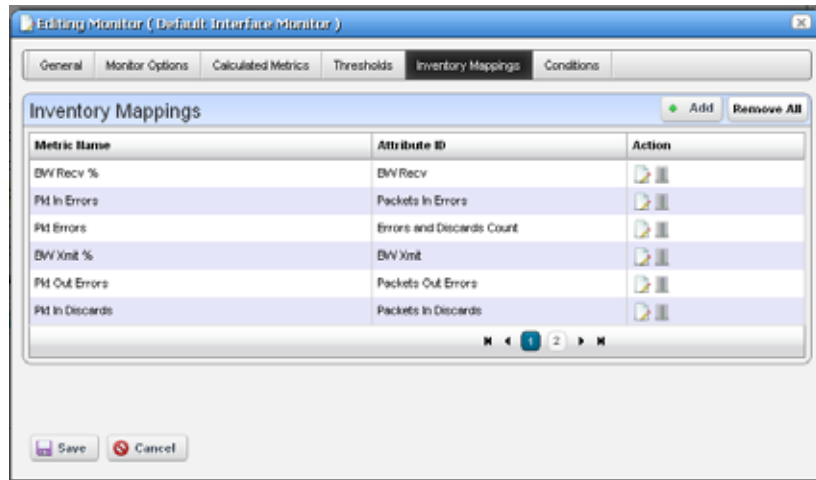 Editing Monitor ( Default Interface Monitor )
General Monitor Options Calculated Metrics Thresholds Inventory Mappings Conditions
Inventory Mappings Add Remove All
Metric Name Attribute ID Action
BW Recv % BW Recv
Pkt In Errors Packets In Errors
Pkt Errors Errors and Discards Count
BW Xmit % BW Xmit
Pkt Out Errors Packets Out Errors
Pkt In Discards Packets In Discards
1 2
Save Cancel